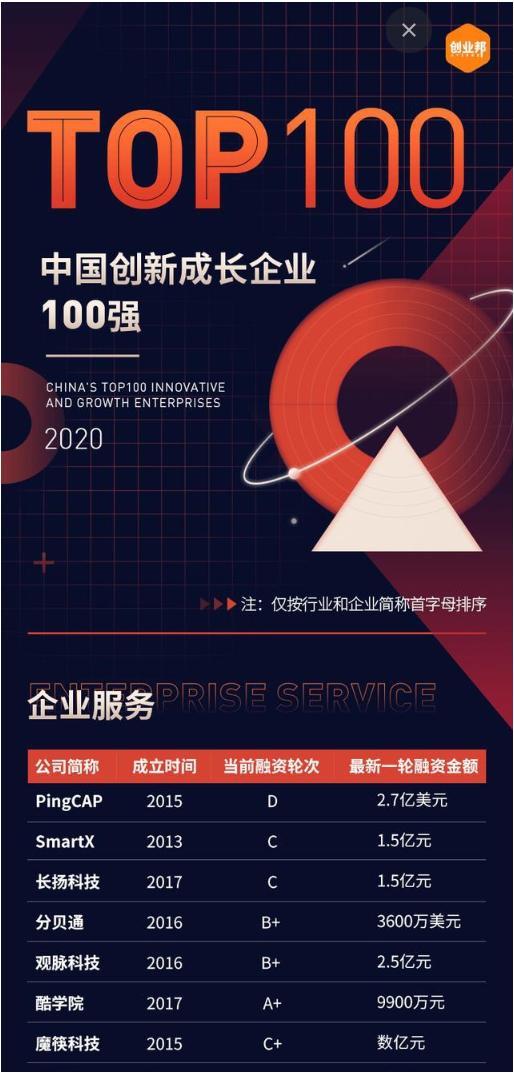 创业邦
TOP100
中国创新成长企业
100强
CHINA'S TOP100 INNOVATIVE
AND GROWTH ENTERPRISES
2020
注：仅按行业和企业简称首字母排序
ENTERPRISE SERVICE
企业服务
公司简称 成立时间 当前融资轮次 最新一轮融资金额
PingCAP 2015 D 2.7亿美元
SmartX 2013 C 1.5亿元
长扬科技 2017 C 1.5亿元
分贝通 2016 B+ 3600万美元
观脉科技 2016 B+ 2.5亿元
酷学院 2017 A+ 9900万元
魔筷科技 2015 C+ 数亿元